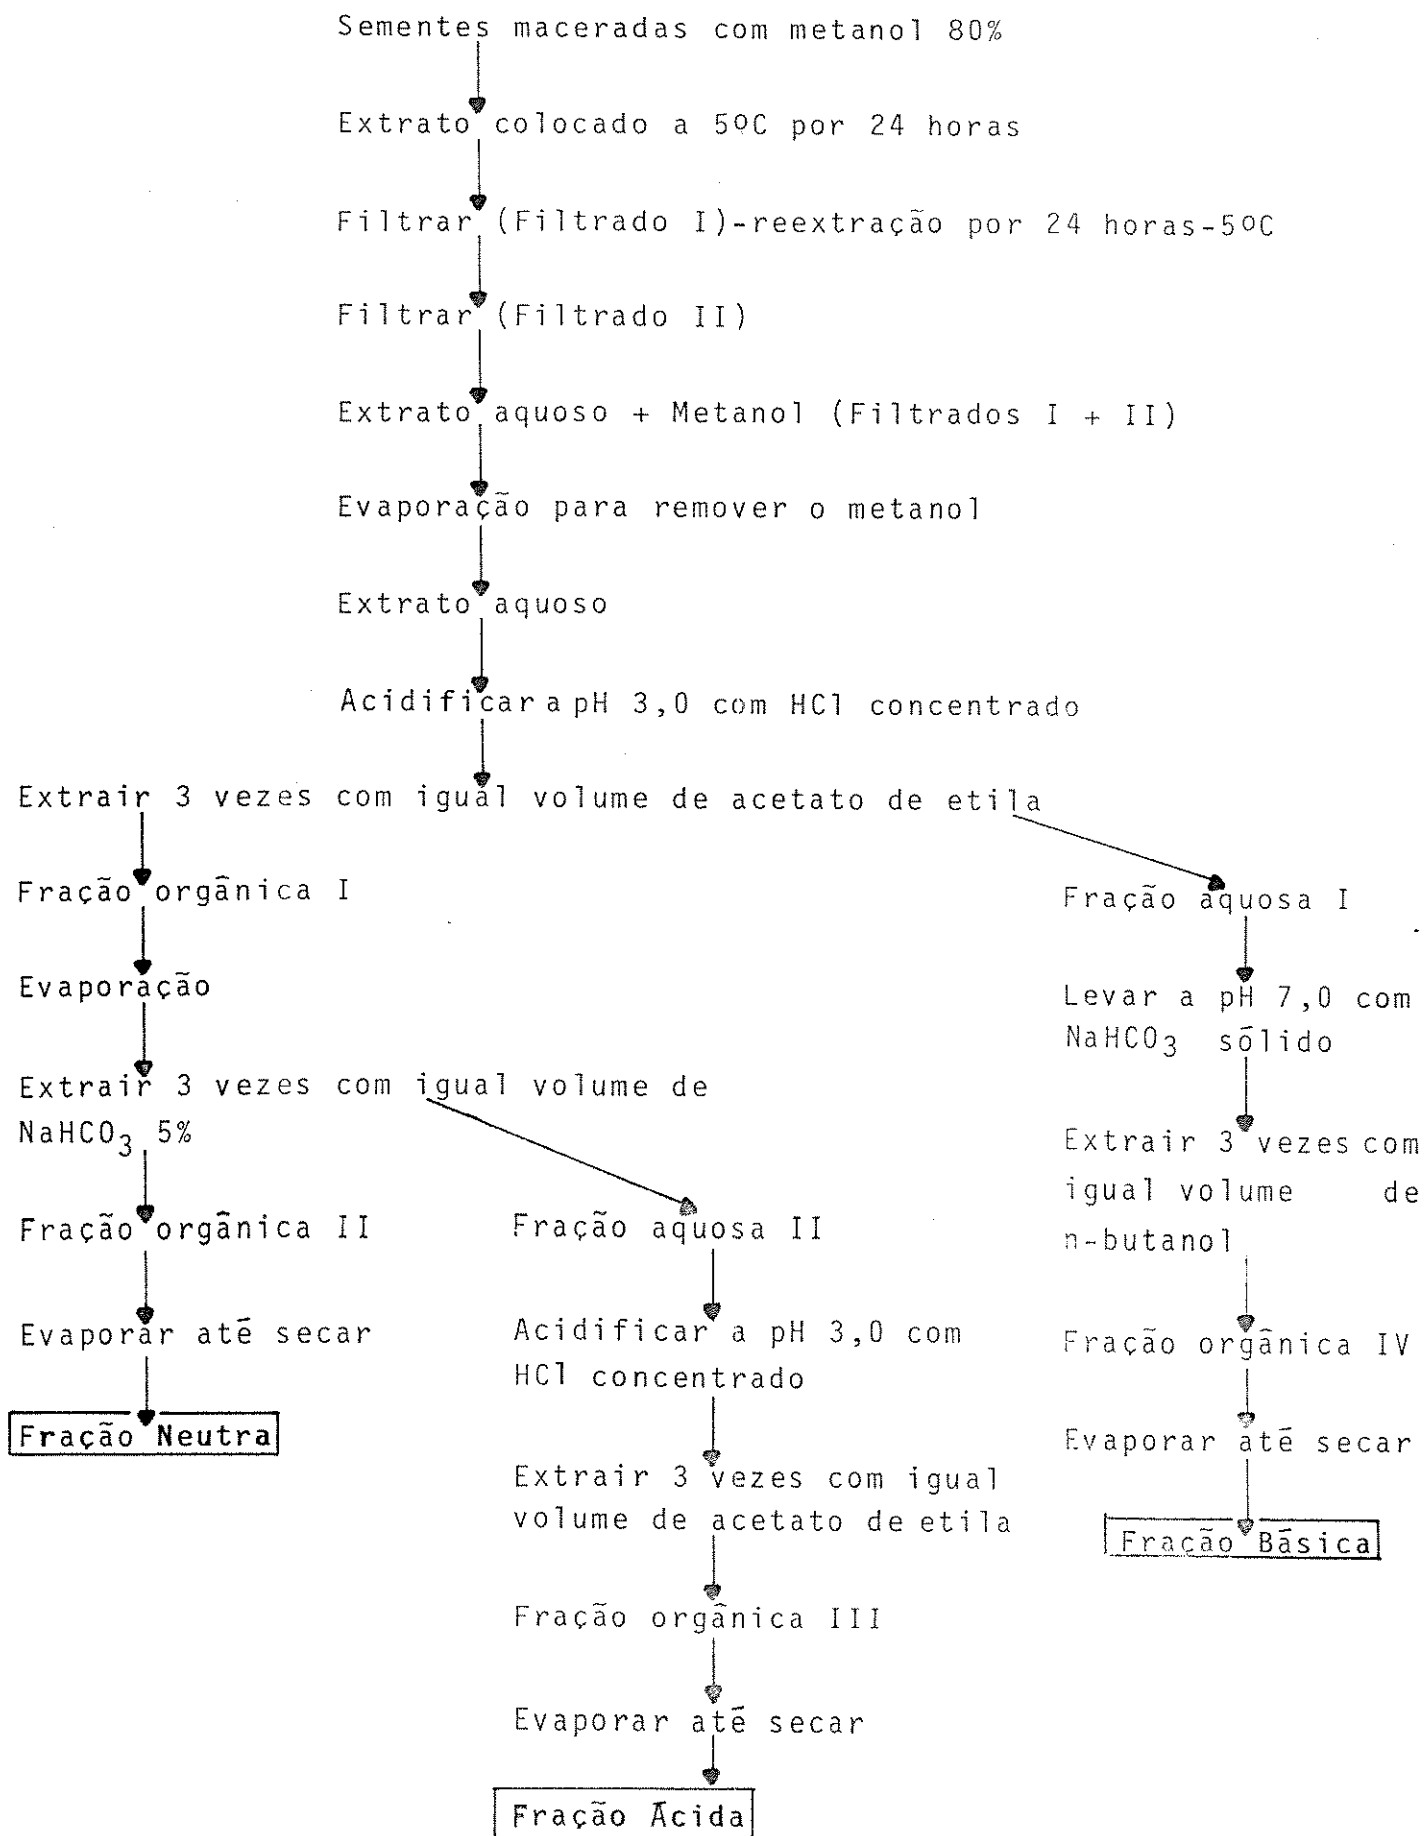 Sementes maceradas com metanol 80%
Extrato colocado a 5ºC por 24 horas
Filtrar (Filtrado I)-reextração por 24 horas-5ºC
Filtrar (Filtrado II)
Extrato aquoso + Metanol (Filtrados I + II)
Evaporação para remover o metanol
Extrato aquoso
Acidificar a pH 3,0 com HCl concentrado
Extrair 3 vezes com igual volume de acetato de etila
Fração orgânica I
Evaporação
Extrair 3 vezes com igual volume de
NaHCO3 5%
Fração orgânica II
Evaporar até secar
Fração Neutra
Fração aquosa II
Acidificar a pH 3,0 com
HCl concentrado
Extrair 3 vezes com igual
volume de acetato de etila
Fração orgânica III
Evaporar até secar
Fração Ácida
Fração aquosa I
Levar a pH 7,0 com
NaHCO3 sólido
Extrair 3 vezes com
igual volume de
n-butanol
Fração orgânica IV
Evaporar até secar
Fração Básica